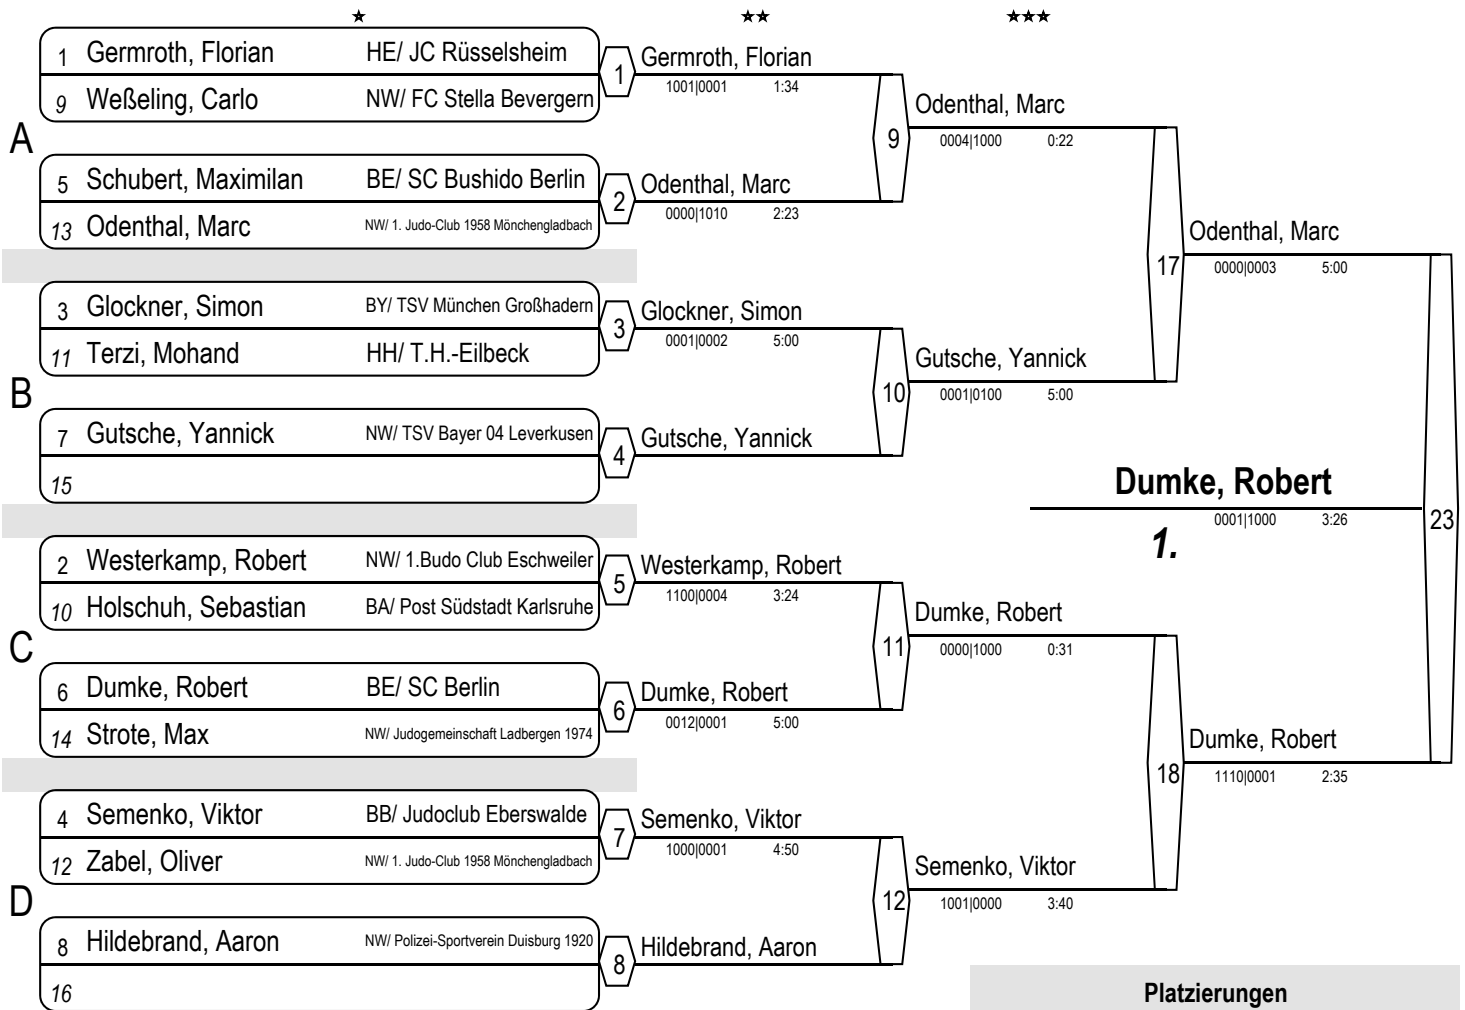 ★ ★★ ★★★
1 Germroth, Florian HE/ JC Rüsselsheim
9 Weßeling, Carlo NW/ FC Stella Bevergern
1 Germroth, Florian
1001|0001 1:34
A
5 Schubert, Maximilian BE/ SC Bushido Berlin
13 Odenthal, Marc NW/ 1. Judo-Club 1958 Mönchengladbach
2 Odenthal, Marc
0000|1010 2:23
9 Odenthal, Marc
0004|1000 0:22
3 Glockner, Simon BY/ TSV München Großhadern
11 Terzi, Mohand HH/ T.H.-Eilbeck
3 Glockner, Simon
0001|0002 5:00
B
7 Gutsche, Yannick NW/ TSV Bayer 04 Leverkusen
15
4 Gutsche, Yannick
10 Gutsche, Yannick
0001|0100 5:00
17 Odenthal, Marc
0000|0003 5:00
2 Westerkamp, Robert NW/ 1.Budo Club Eschweiler
10 Holschuh, Sebastian BA/ Post Südstadt Karlsruhe
5 Westerkamp, Robert
1100|0004 3:24
C
6 Dumke, Robert BE/ SC Berlin
14 Strote, Max NW/ Judogemeinschaft Ladbergen 1974
6 Dumke, Robert
0012|0001 5:00
11 Dumke, Robert
0000|1000 0:31
4 Semenko, Viktor BB/ Judoclub Eberswalde
12 Zabel, Oliver NW/ 1. Judo-Club 1958 Mönchengladbach
7 Semenko, Viktor
1000|0001 4:50
D
8 Hildebrand, Aaron NW/ Polizei-Sportverein Duisburg 1920
16
8 Hildebrand, Aaron
12 Semenko, Viktor
1001|0000 3:40
18 Dumke, Robert
1110|0001 2:35
Dumke, Robert
0001|1000 3:26 23
1.
Platzierungen